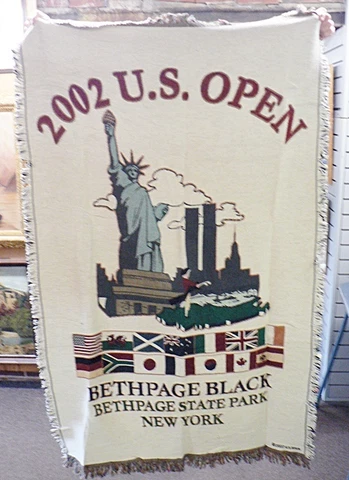 2002 U.S. OPEN
BETHPAGE BLACK
BETHPAGE STATE PARK
NEW YORK